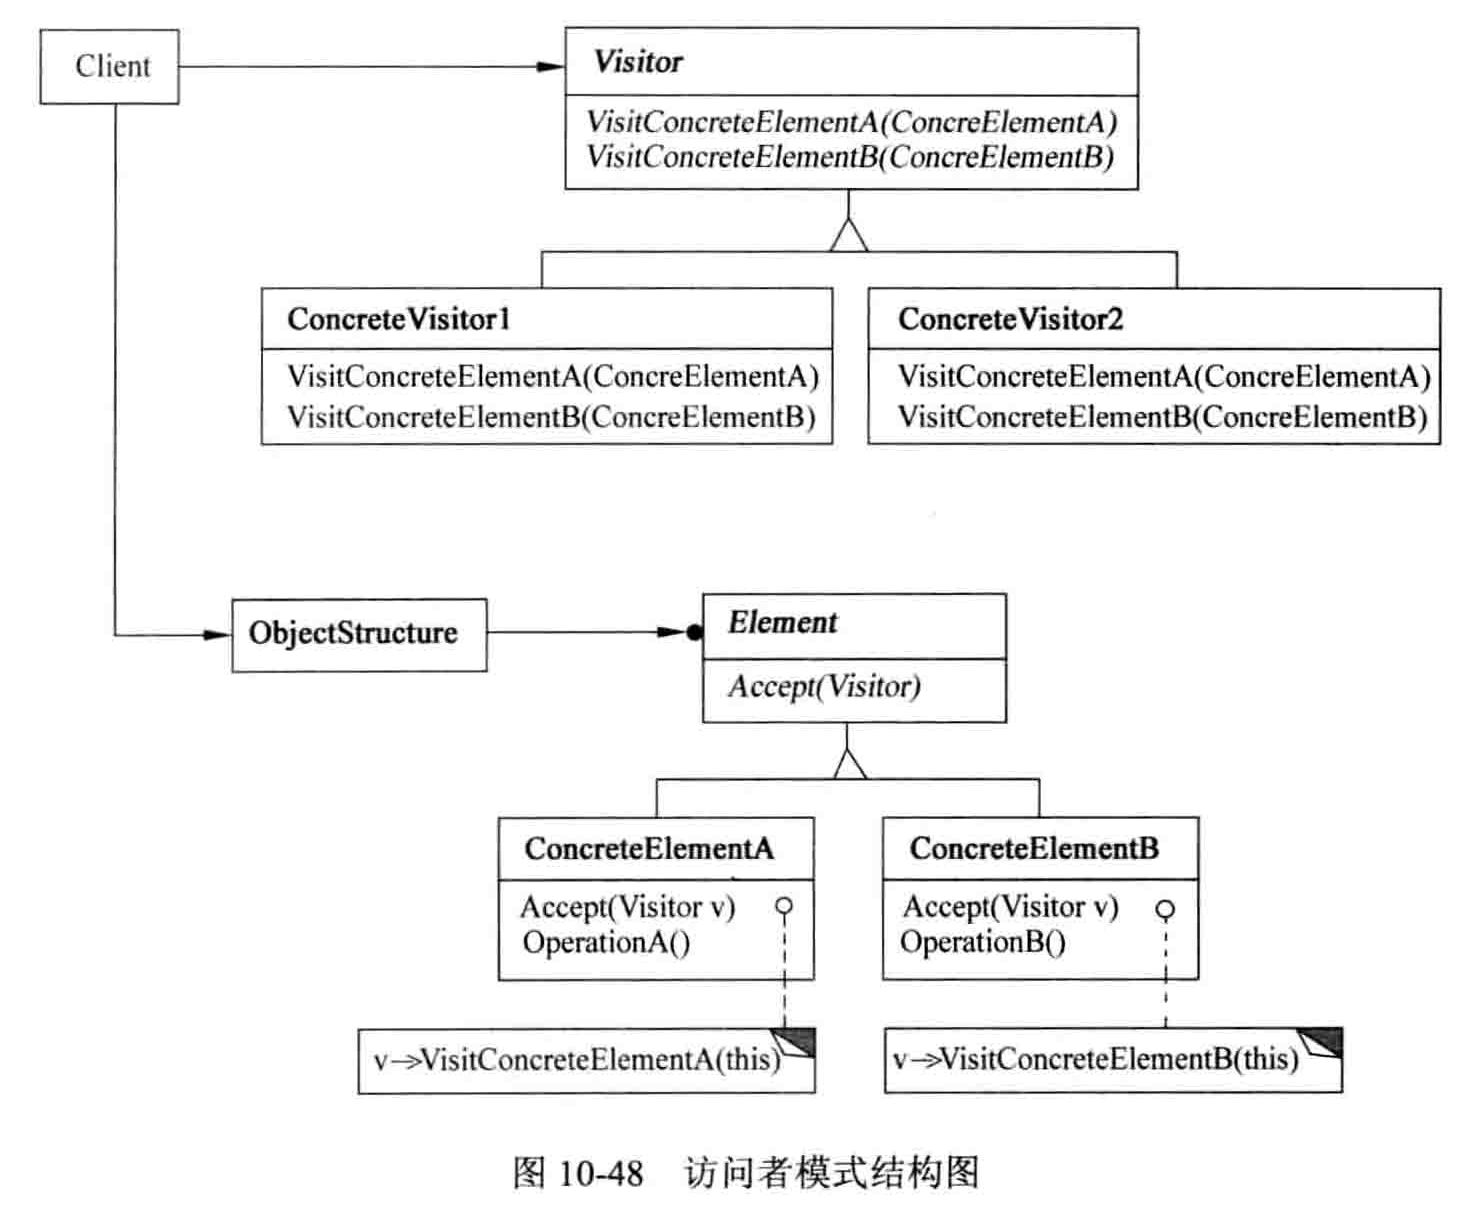 Client
Visitor
VisitConcreteElementA(ConcreElementA)
VisitConcreteElementB(ConcreElementB)
ConcreteVisitor1
VisitConcreteElementA(ConcreElementA)
VisitConcreteElementB(ConcreElementB)
ConcreteVisitor2
VisitConcreteElementA(ConcreElementA)
VisitConcreteElementB(ConcreElementB)
ObjectStructure
Element
Accept(Visitor)
ConcreteElementA
Accept(Visitor v)
OperationA()
ConcreteElementB
Accept(Visitor v)
OperationB()
v->VisitConcreteElementA(this)
v->VisitConcreteElementB(this)
图 10-48 访问者模式结构图